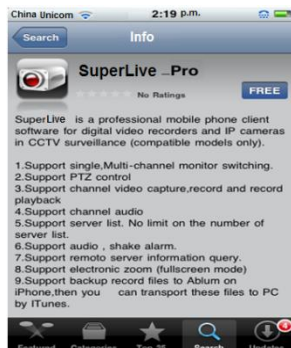 China Unicom 2:19 p.m.
Search Info
SuperLive Pro
No Ratings FREE
SuperLive is a professional mobile phone client
software for digital video recorders and IP cameras
in CCTV surveillance (compatible models only).
1.Support single,Multi-channel monitor switching.
2.Support PTZ control
3.Support channel video capture,record and record
playback
4.Support channel audio
5.Support server list. No limit on the number of
server list.
6.Support audio , shake alarm.
7.Support remoto server information query.
8.Support electronic zoom (fullscreen mode)
9.Support backup record files to Ablum on
iPhone,then you can transport these files to PC
by ITunes.
Featured Categories Top 25 Search Updates